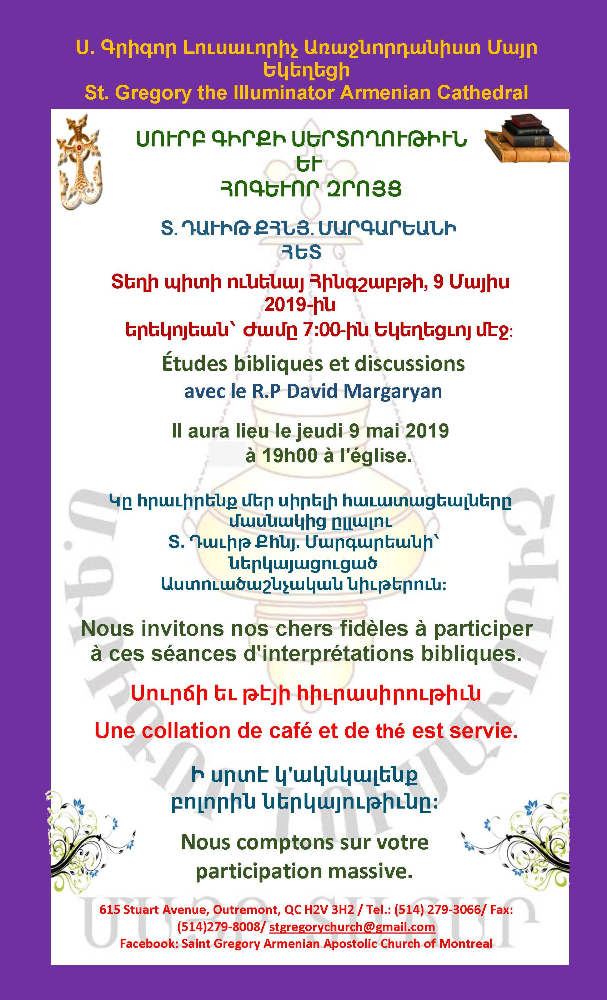 Ս. Գրիգոր Լուսաւորիչ Առաջնորդանիստ Մայր
Եկեղեցի
St. Gregory the Illuminator Armenian Cathedral
ՍՈՒՐԲ ԳԻՐՔԻ ՍԵՐՏՈՂՈՒԹԻՒՆ
ԵՒ
ՀՈԳԵՒՈՐ ԶՐՈՅՑ
Տ. ԴԱՒԻԹ ՔՀՆՅ. ՄԱՐԳԱՐԵԱՆԻ
ՀԵՏ
Տեղի պիտի ունենայ Հինգշաբթի, 9 Մայիս
2019-ին
երեկոյեան՝ Ժամը 7:00-ին Եկեղեցւոյ մէջ։
Études bibliques et discussions
avec le R.P David Margaryan
Il aura lieu le jeudi 9 mai 2019
à 19h00 à l'église.
Կը հրաւիրենք մեր սիրելի հաւատացեալները
մասնակից ըլլալու
Տ. Դաւիթ Քհնյ. Մարգարեանի՝
ներկայացուցած
Աստուածաշնչական նիւթերուն։
Nous invitons nos chers fidèles à participer
à ces séances d'interprétations bibliques.
Սուրճի եւ թէյի հիւրասիրութիւն
Une collation de café et de thé est servie.
Ի սրտէ կ'ակնկալենք
բոլորին ներկայութիւնը։
Nous comptons sur votre
participation massive.
615 Stuart Avenue, Outremont, QC H2V 3H2 / Tel.: (514) 279-3066/ Fax:
(514)279-8008/ stgregorychurch@gmail.com
Facebook: Saint Gregory Armenian Apostolic Church of Montreal
ՄԱՅՐ ՏԱՃԱՐ